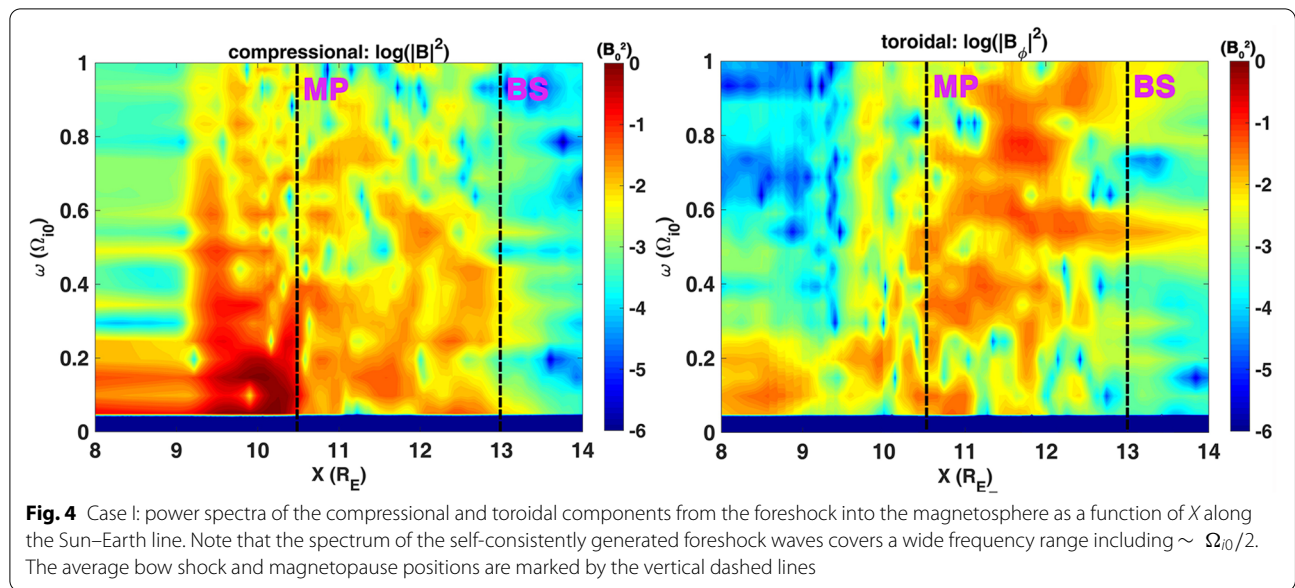 compressional: log(|B|²)
(B₀²)
MP
BS
1
0.8
0.6
0.4
0.2
0
ω (Ω_i0)
8 9 10 11 12 13 14
X (R_E)
0
-1
-2
-3
-4
-5
-6
toroidal: log(|B_ϕ|²)
(B₀²)
MP
BS
1
0.8
0.6
0.4
0.2
0
ω (Ω_i0)
8 9 10 11 12 13 14
X (R_E)_
0
-1
-2
-3
-4
-5
-6
Fig. 4 Case I: power spectra of the compressional and toroidal components from the foreshock into the magnetosphere as a function of X along
the Sun–Earth line. Note that the spectrum of the self-consistently generated foreshock waves covers a wide frequency range including ~ Ω_i0/2.
The average bow shock and magnetopause positions are marked by the vertical dashed lines